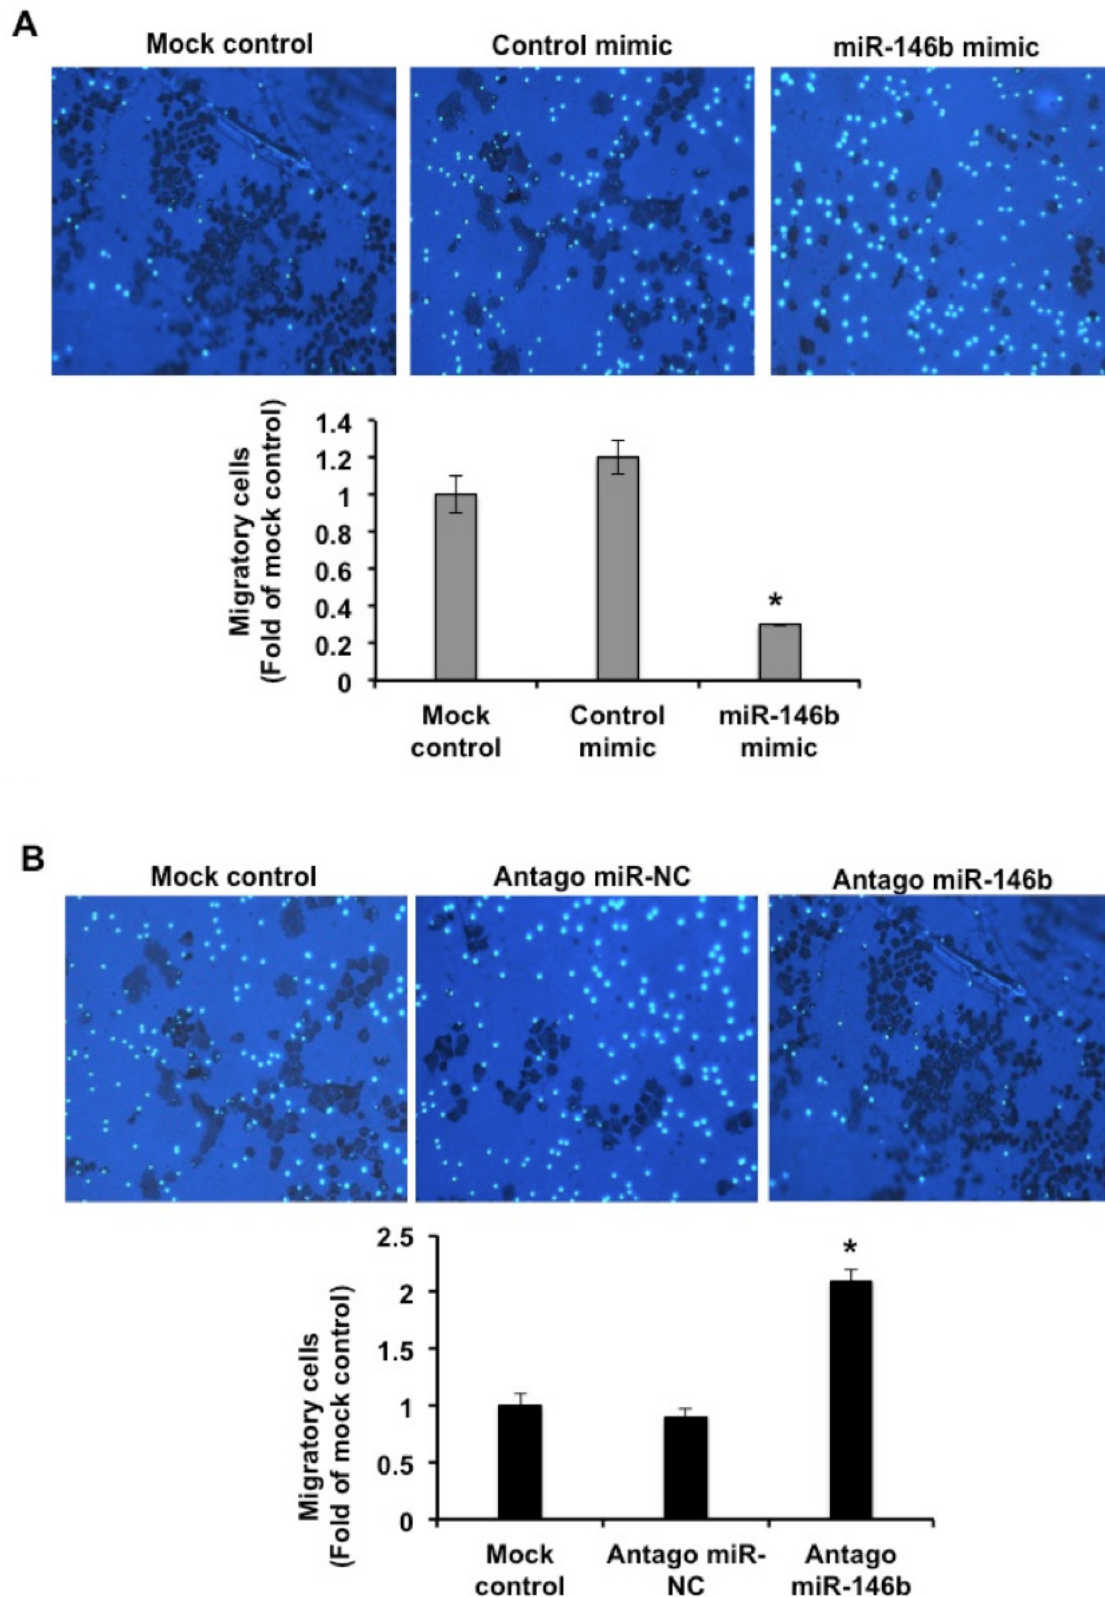 A
Mock control
Control mimic
miR-146b mimic
Migratory cells
(Fold of mock control)
1.4
1.2
1
0.8
0.6
0.4
0.2
0
*
Mock
control
Control
mimic
miR-146b
mimic
B
Mock control
Antago miR-NC
Antago miR-146b
Migratory cells
(Fold of mock control)
2.5
2
1.5
1
0.5
0
*
Mock
control
Antago miR-
NC
Antago
miR-146b